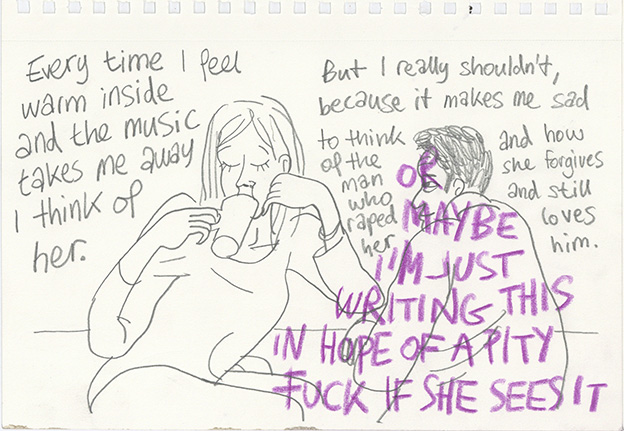 Every time I feel
warm inside
and the music
takes me away
I think of
her.
But I really shouldn't,
because it makes me sad
to think
of the
man
who
raped
her
and how
she forgives
and still
loves
him.
OR
MAYBE
I'M JUST
WRITING THIS
IN HOPE OF A PITY
FUCK IF SHE SEES IT